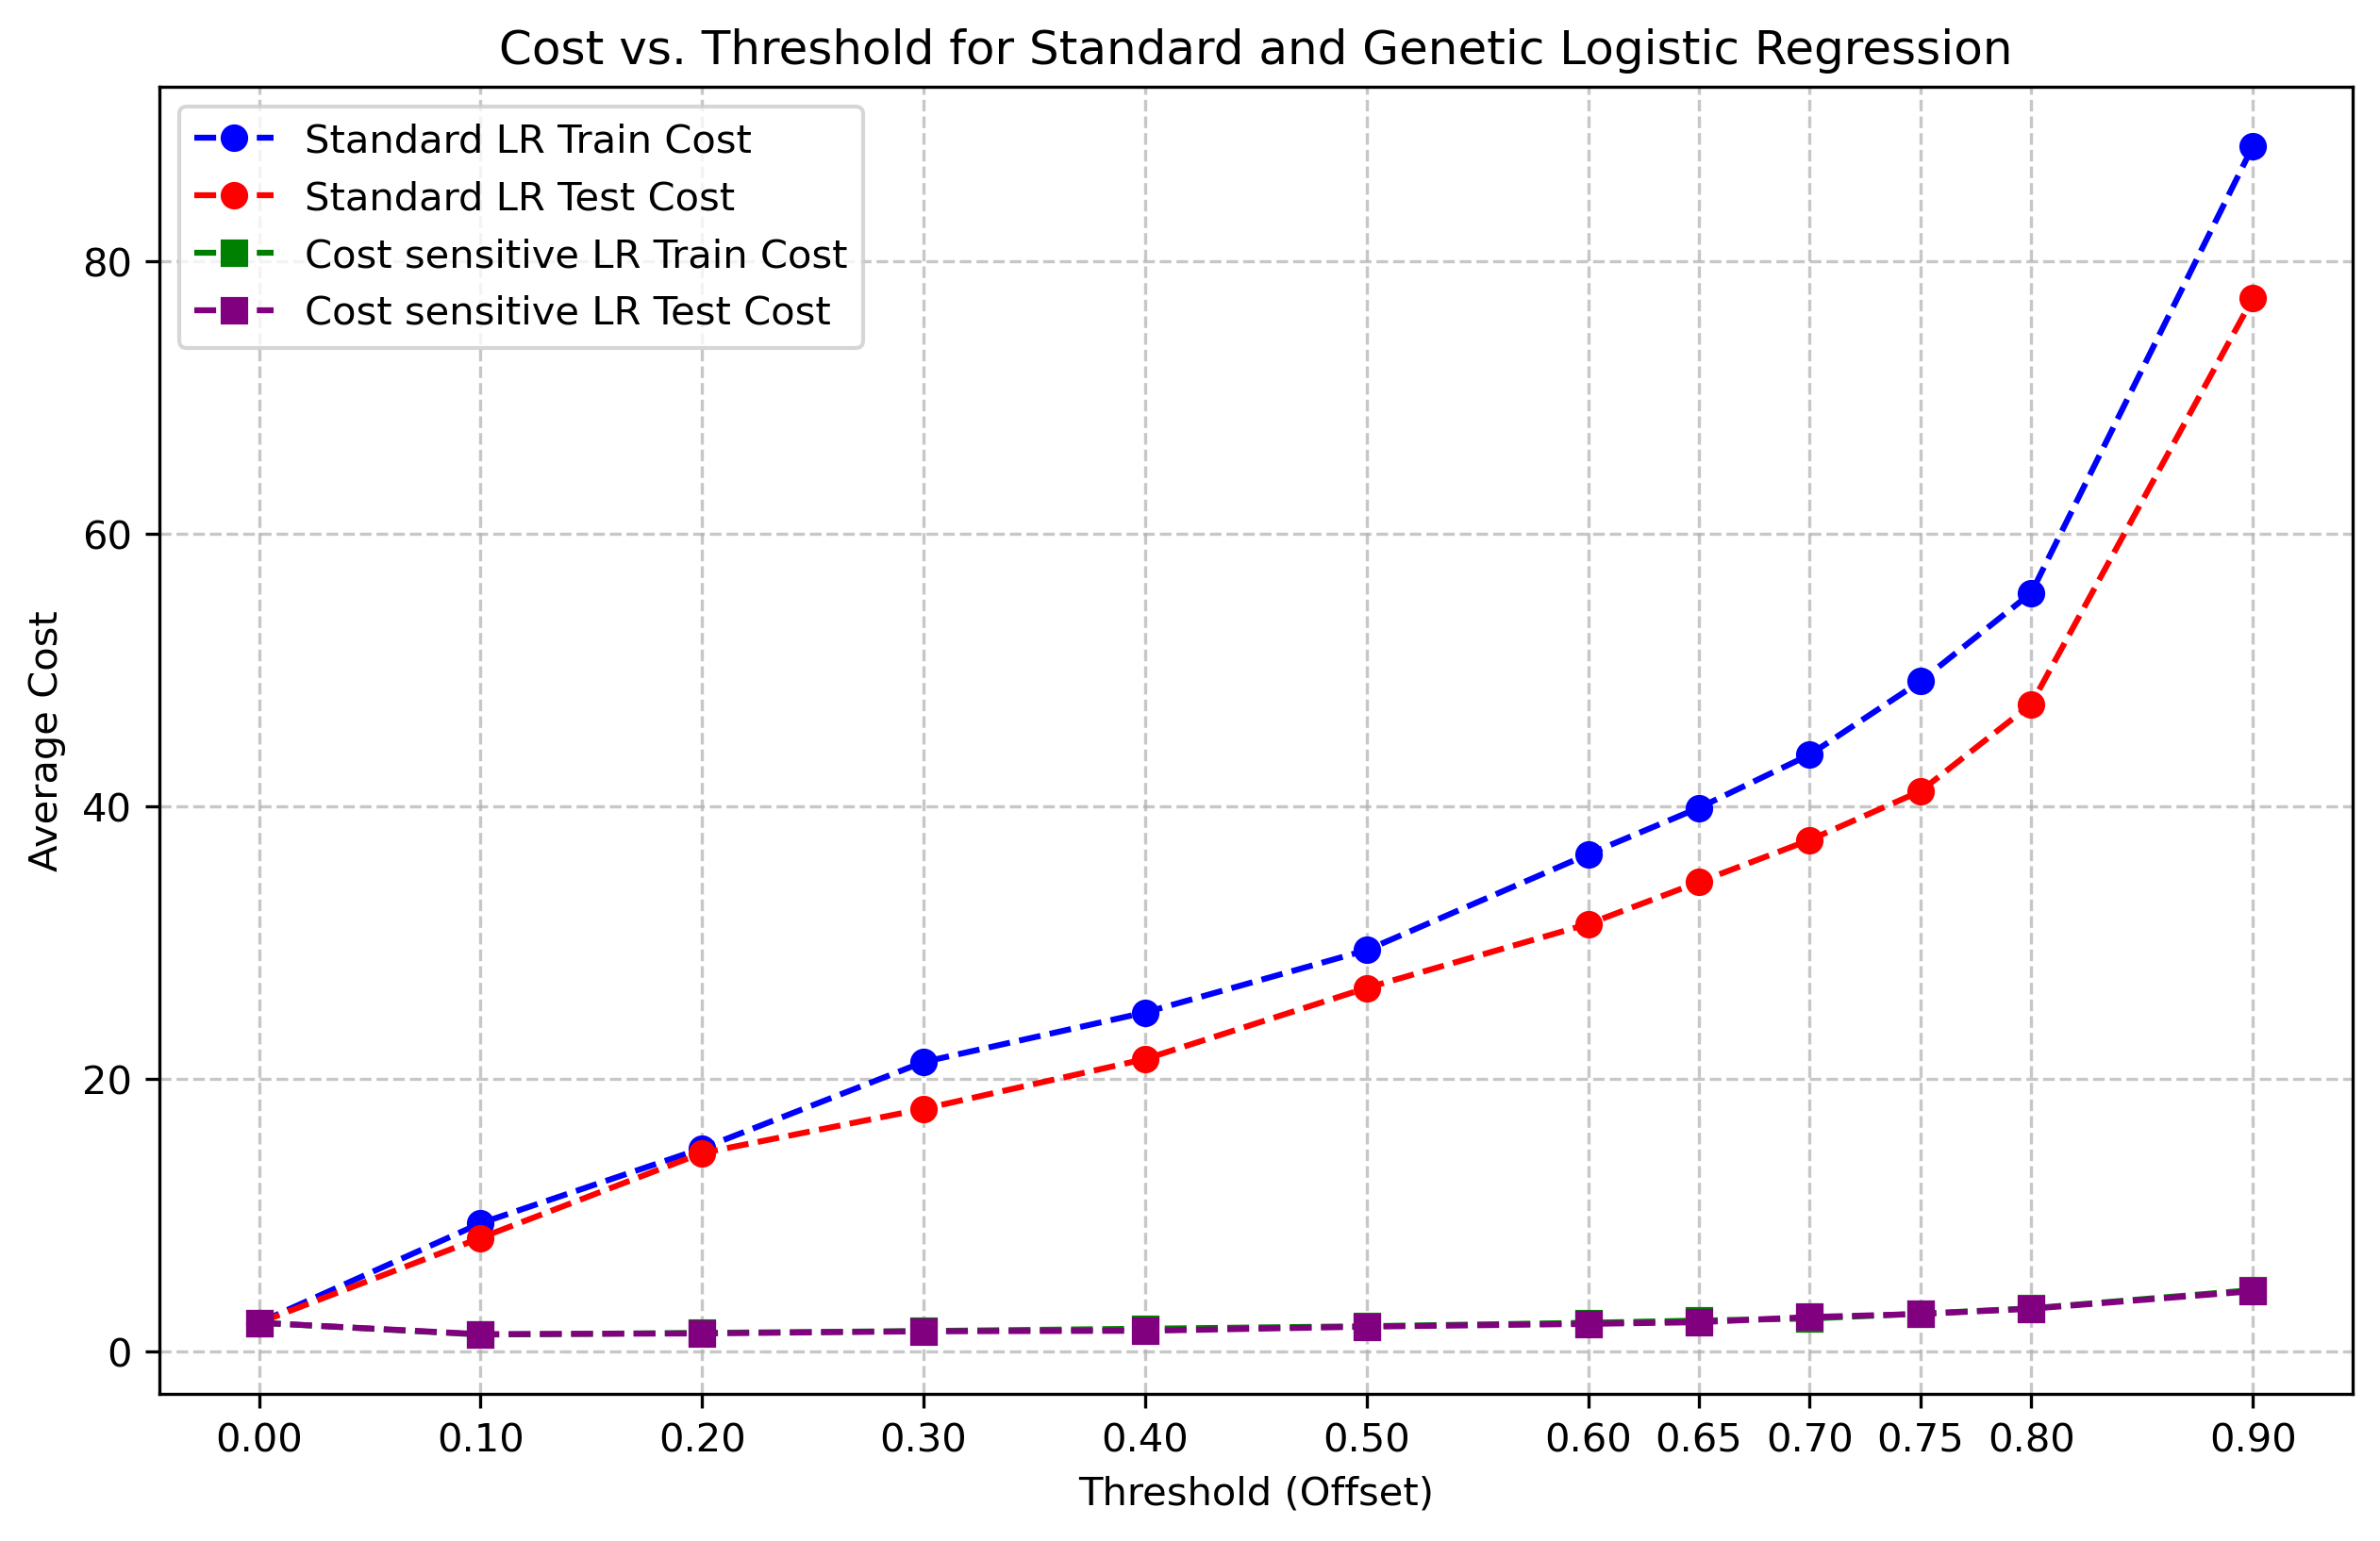 Cost vs. Threshold for Standard and Genetic Logistic Regression
Standard LR Train Cost
Standard LR Test Cost
Cost sensitive LR Train Cost
Cost sensitive LR Test Cost
Average Cost
80
60
40
20
0
0.00 0.10 0.20 0.30 0.40 0.50 0.60 0.65 0.70 0.75 0.80 0.90
Threshold (Offset)